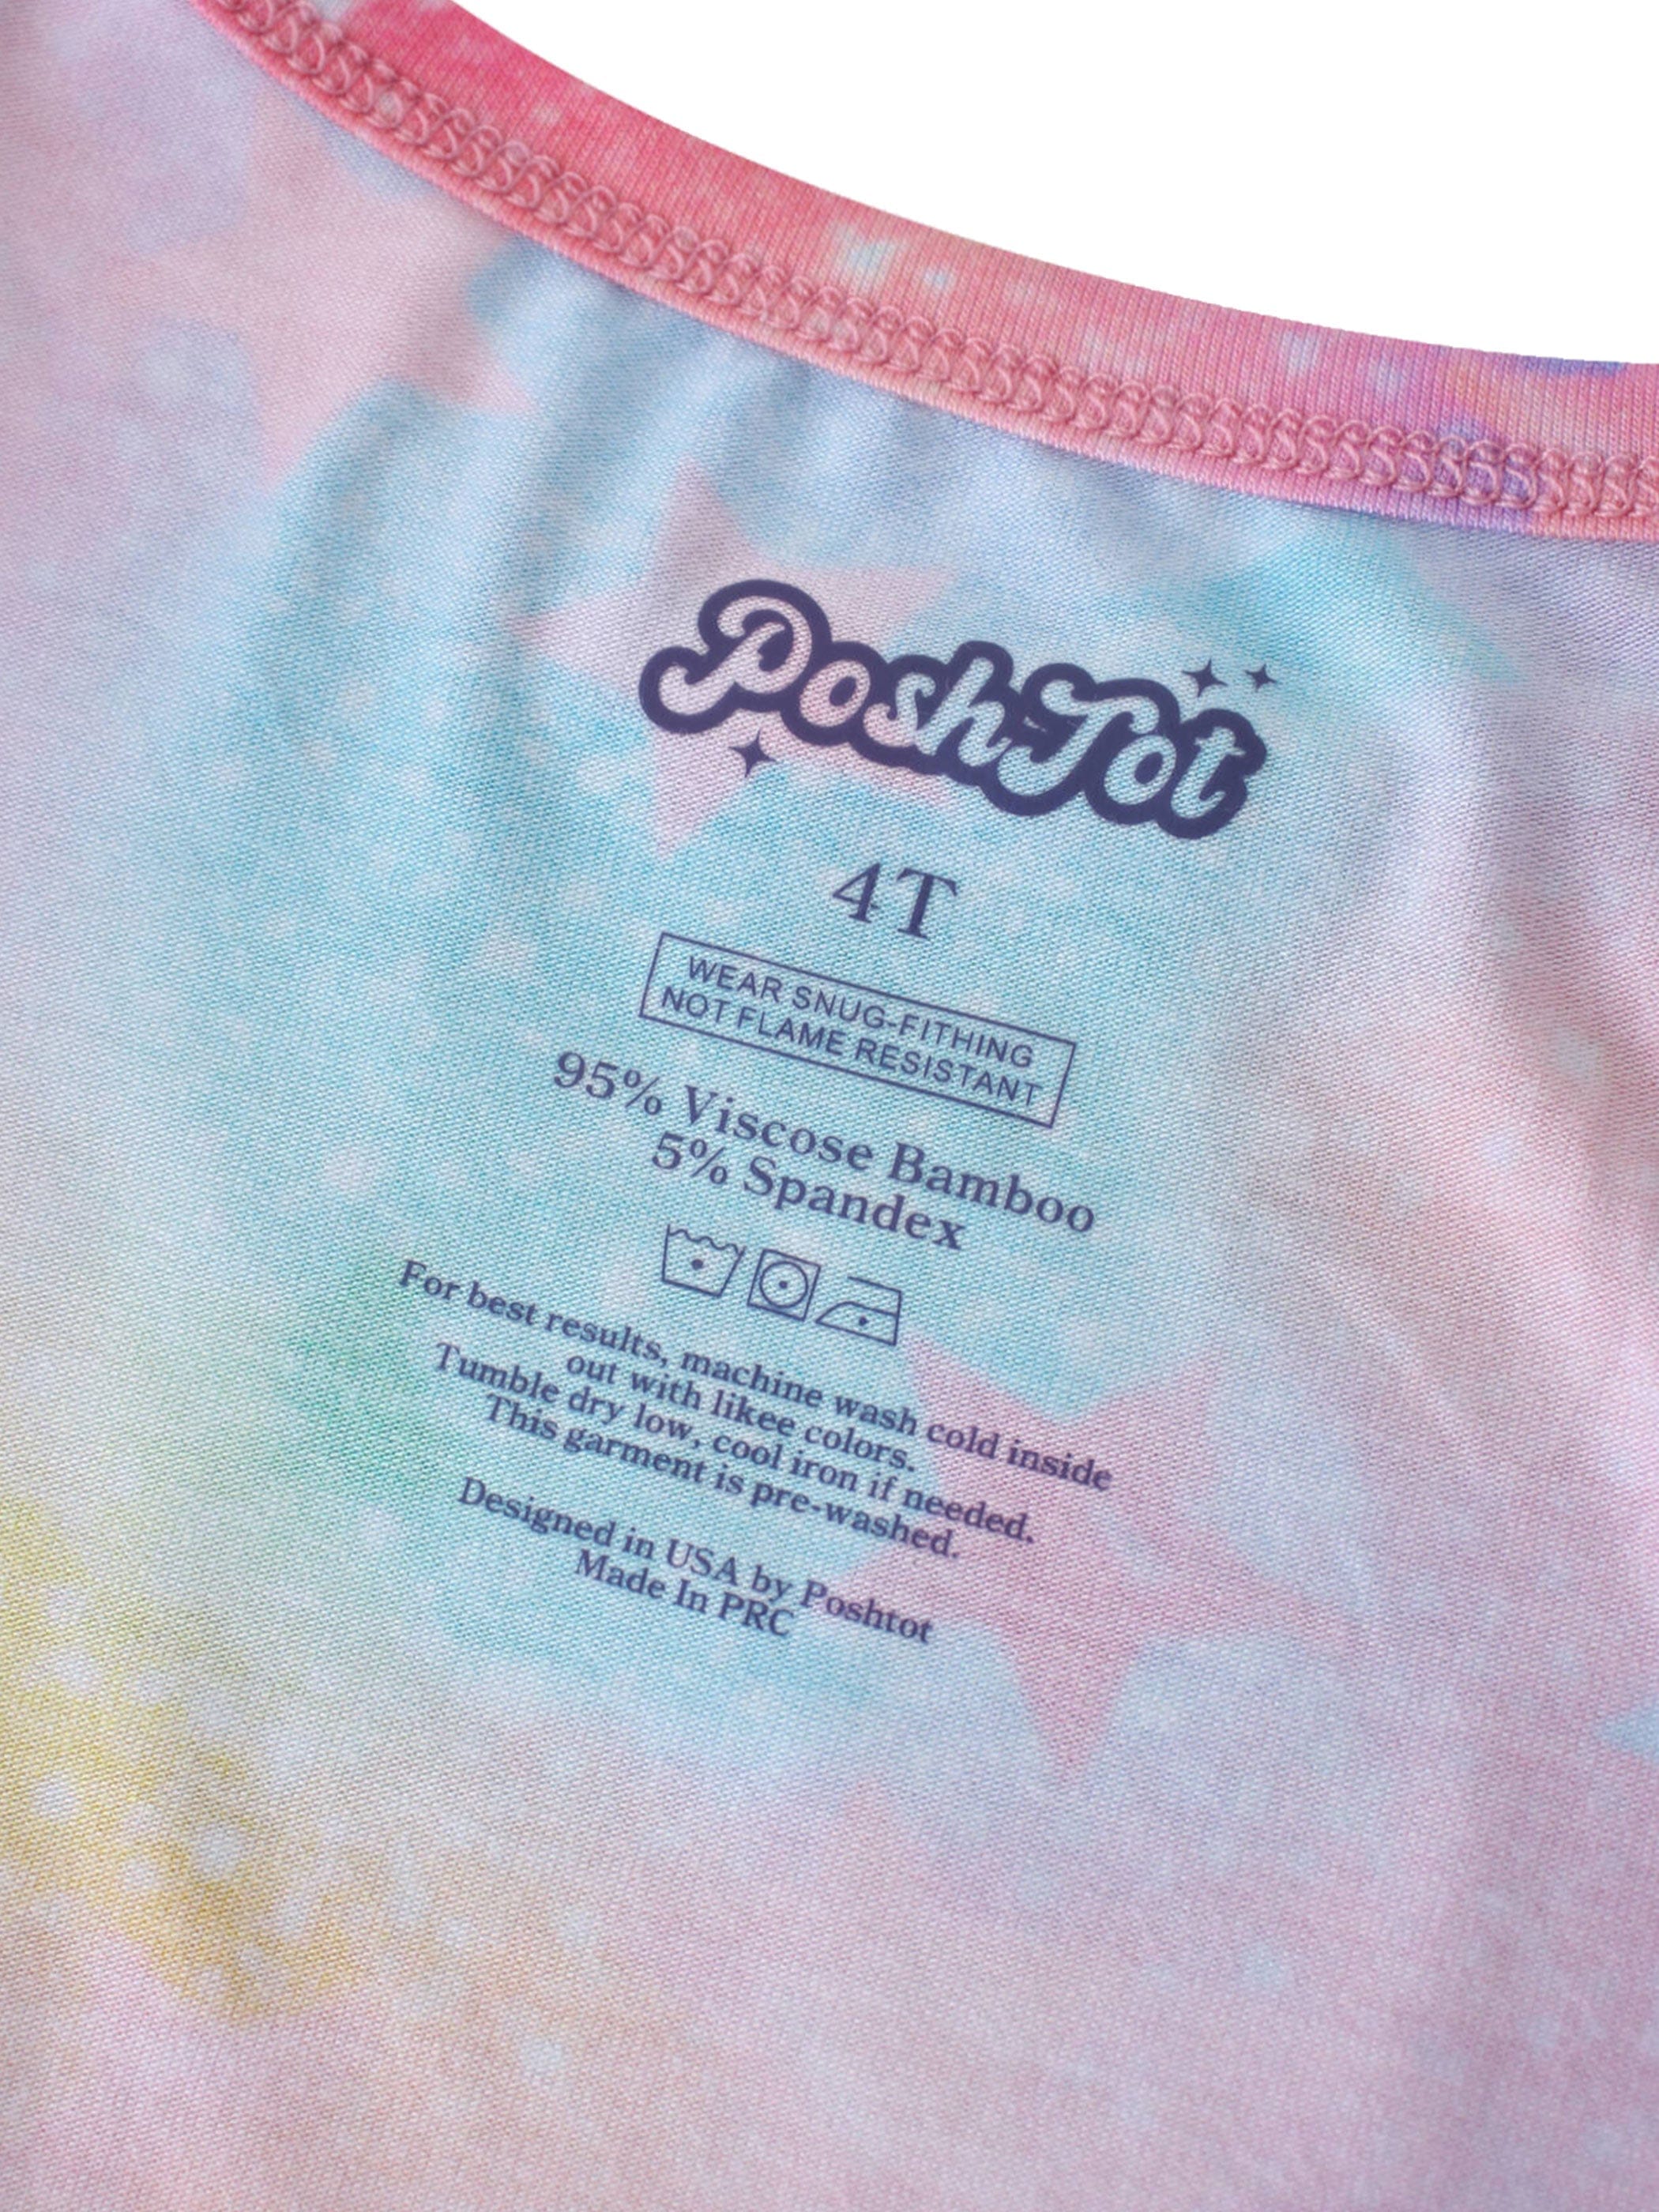 PoshTot
4T
WEAR SNUG-FITHING
NOT FLAME RESISTANT
95% Viscose Bamboo
5% Spandex
For best results, machine wash cold inside
out with likee colors.
Tumble dry low, cool iron if needed.
This garment is pre-washed.
Designed in USA by Poshtot
Made In PRC